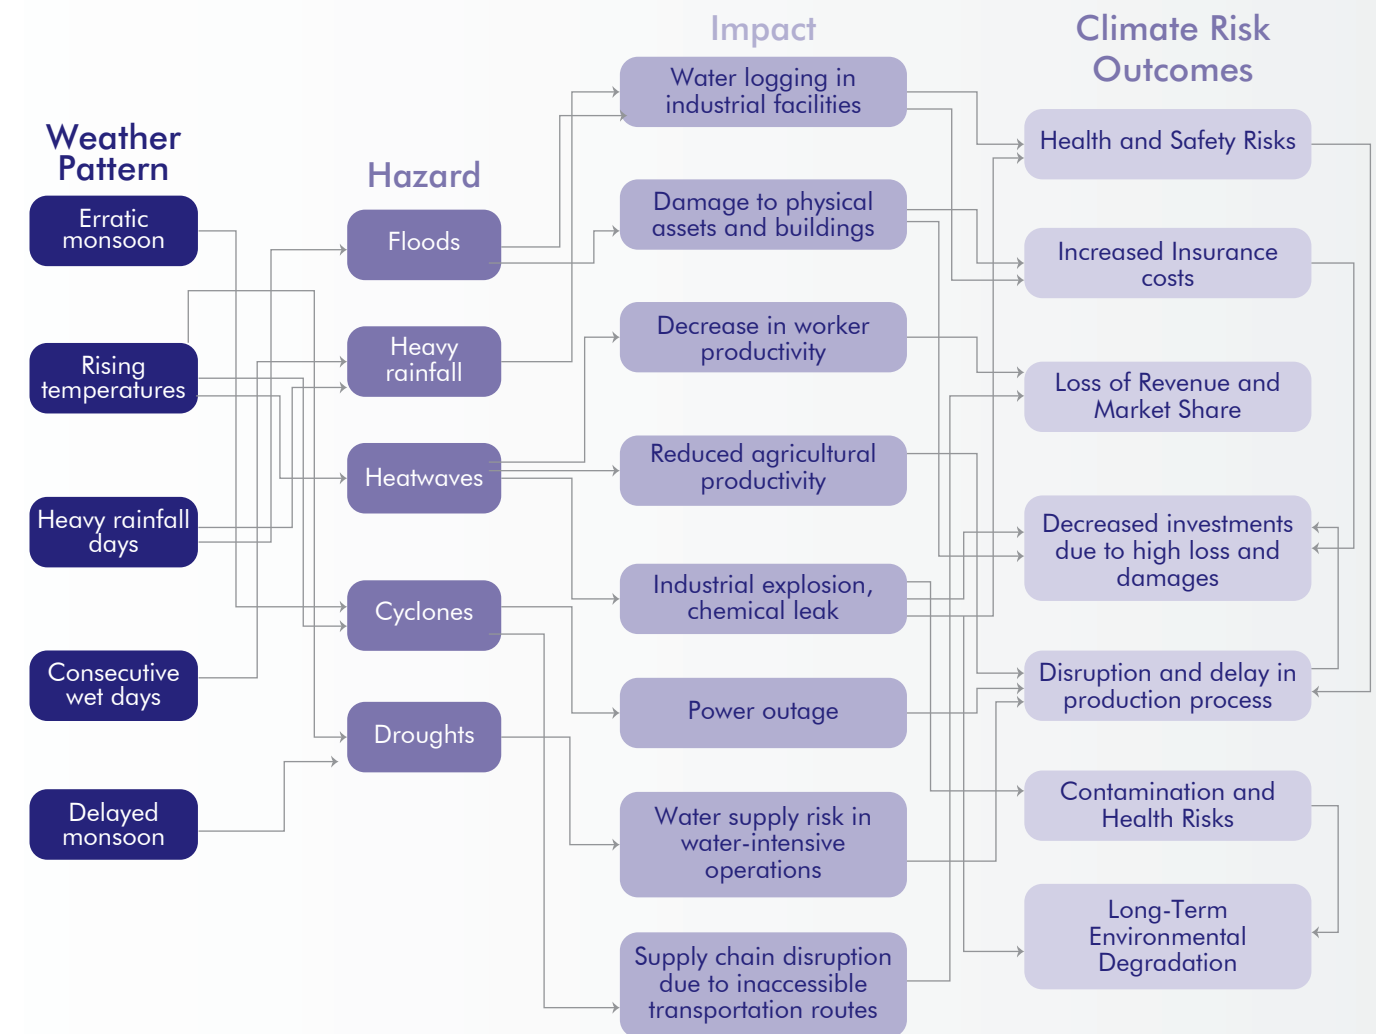 Weather
Pattern
Erratic
monsoon
Rising
temperatures
Heavy rainfall
days
Consecutive
wet days
Delayed
monsoon
Hazard
Floods
Heavy
rainfall
Heatwaves
Cyclones
Droughts
Impact
Water logging in
industrial facilities
Damage to physical
assets and buildings
Decrease in worker
productivity
Reduced agricultural
productivity
Industrial explosion,
chemical leak
Power outage
Water supply risk in
water-intensive
operations
Supply chain disruption
due to inaccessible
transportation routes
Climate Risk
Outcomes
Health and Safety Risks
Increased Insurance
costs
Loss of Revenue and
Market Share
Decreased investments
due to high loss and
damages
Disruption and delay in
production process
Contamination and
Health Risks
Long-Term
Environmental
Degradation